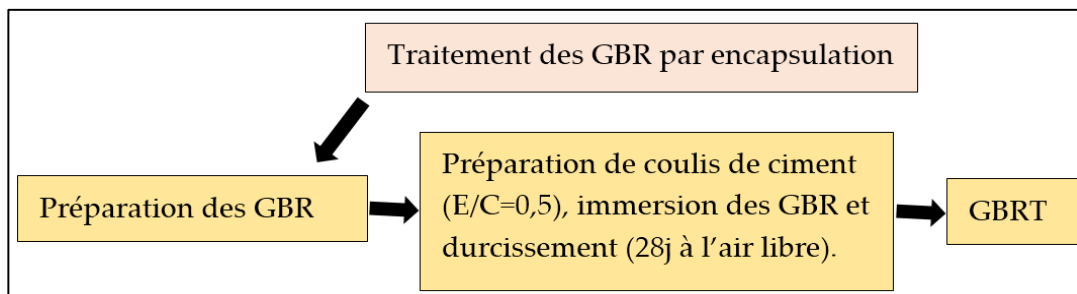 Traitement des GBR par encapsulation
Préparation des GBR
Préparation de coulis de ciment
(E/C=0,5), immersion des GBR et
durcissement (28j à l’air libre).
GBRT